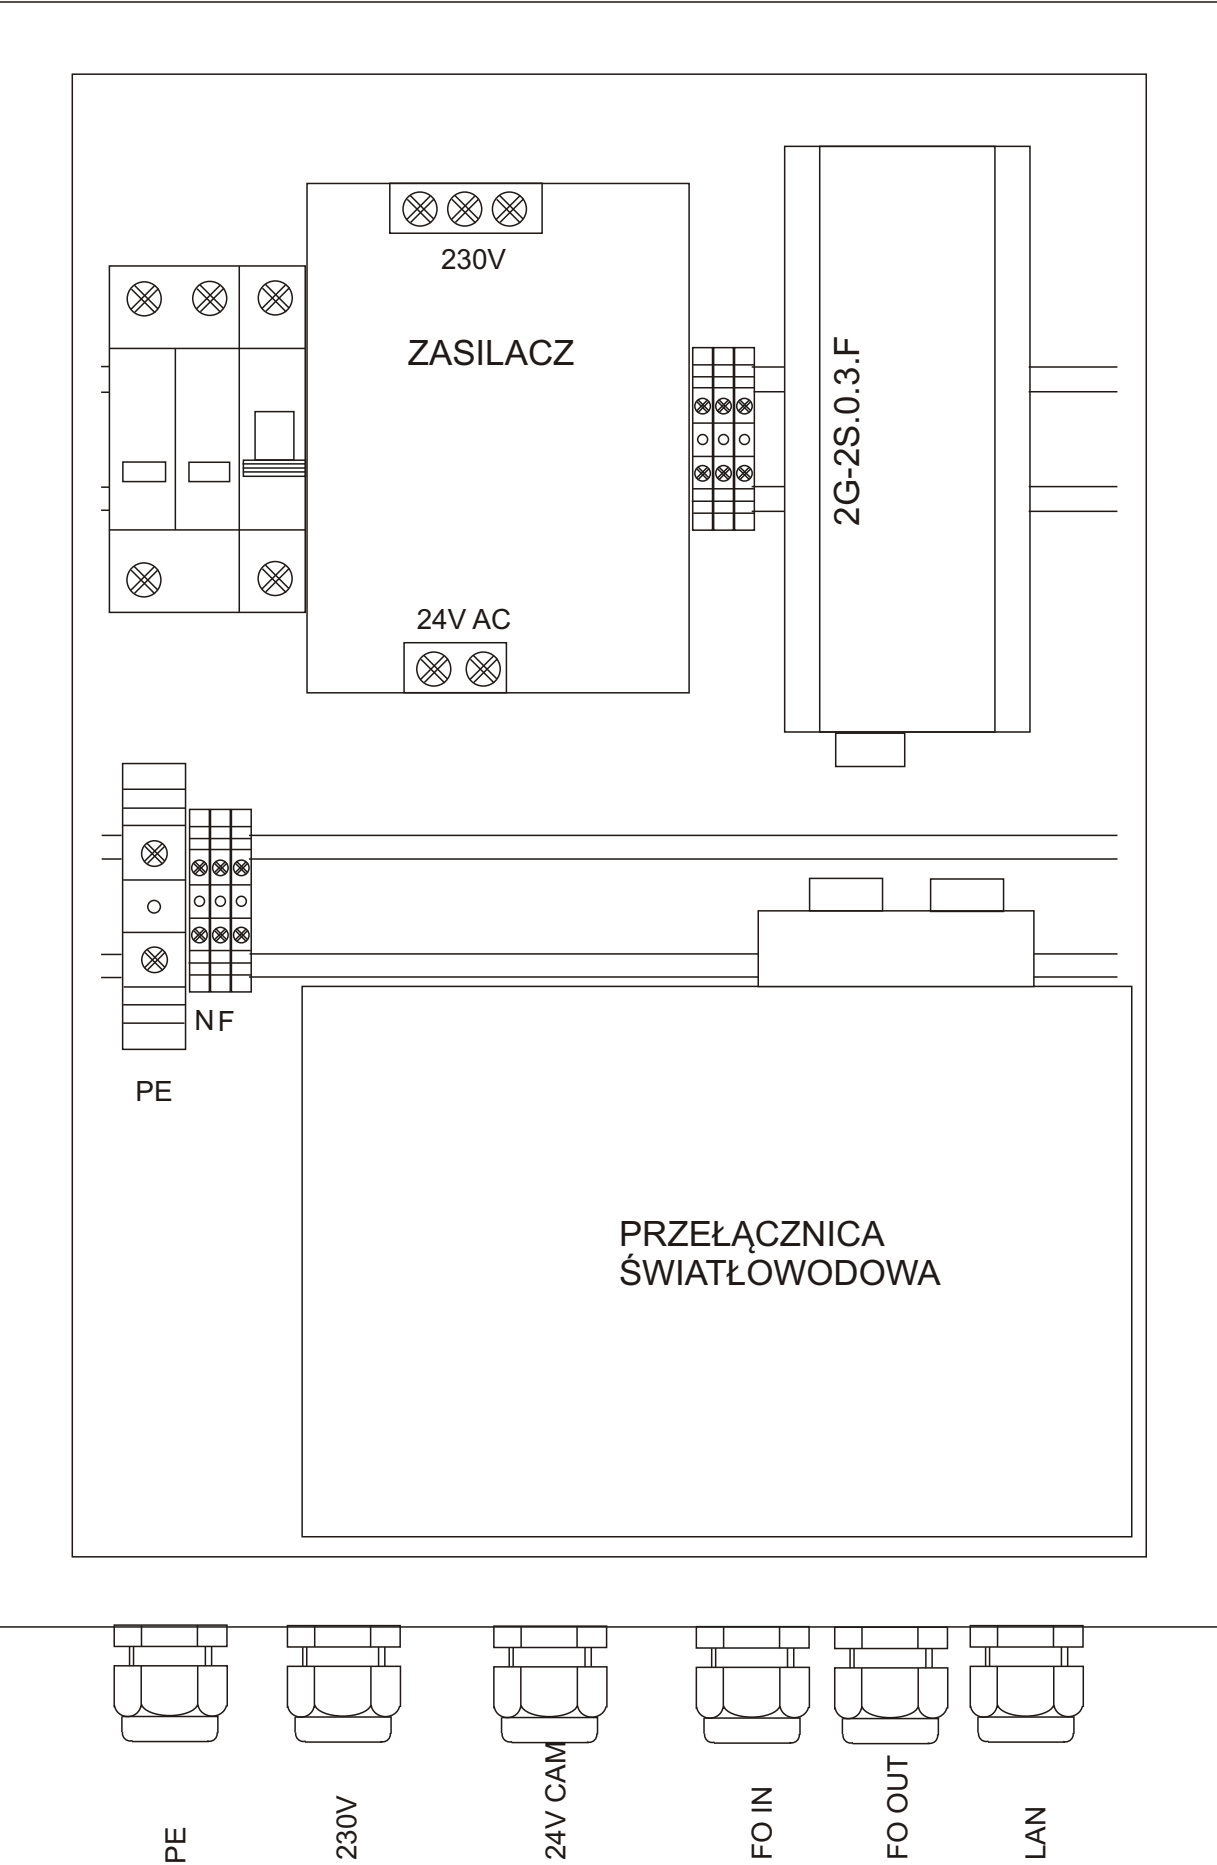 230V
ZASILACZ
2G-2S.0.3.F
24V AC
N F
PE
PRZEŁĄCZNICA
ŚWIATŁOWODOWA
PE
230V
24V CAM
FO IN
FO OUT
LAN